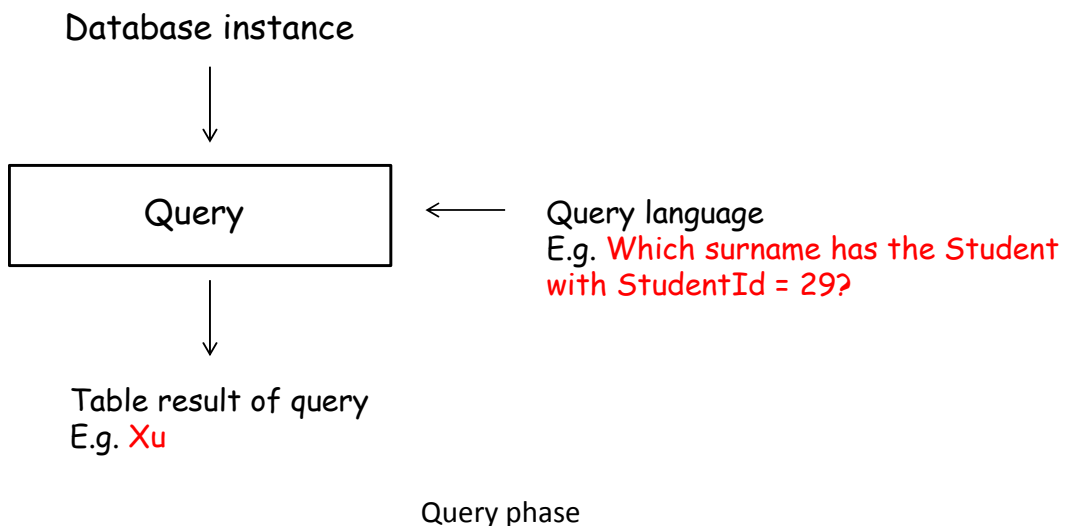 Database instance
Query
Query language
E.g. Which surname has the Student
with StudentId = 29?
Table result of query
E.g. Xu
Query phase